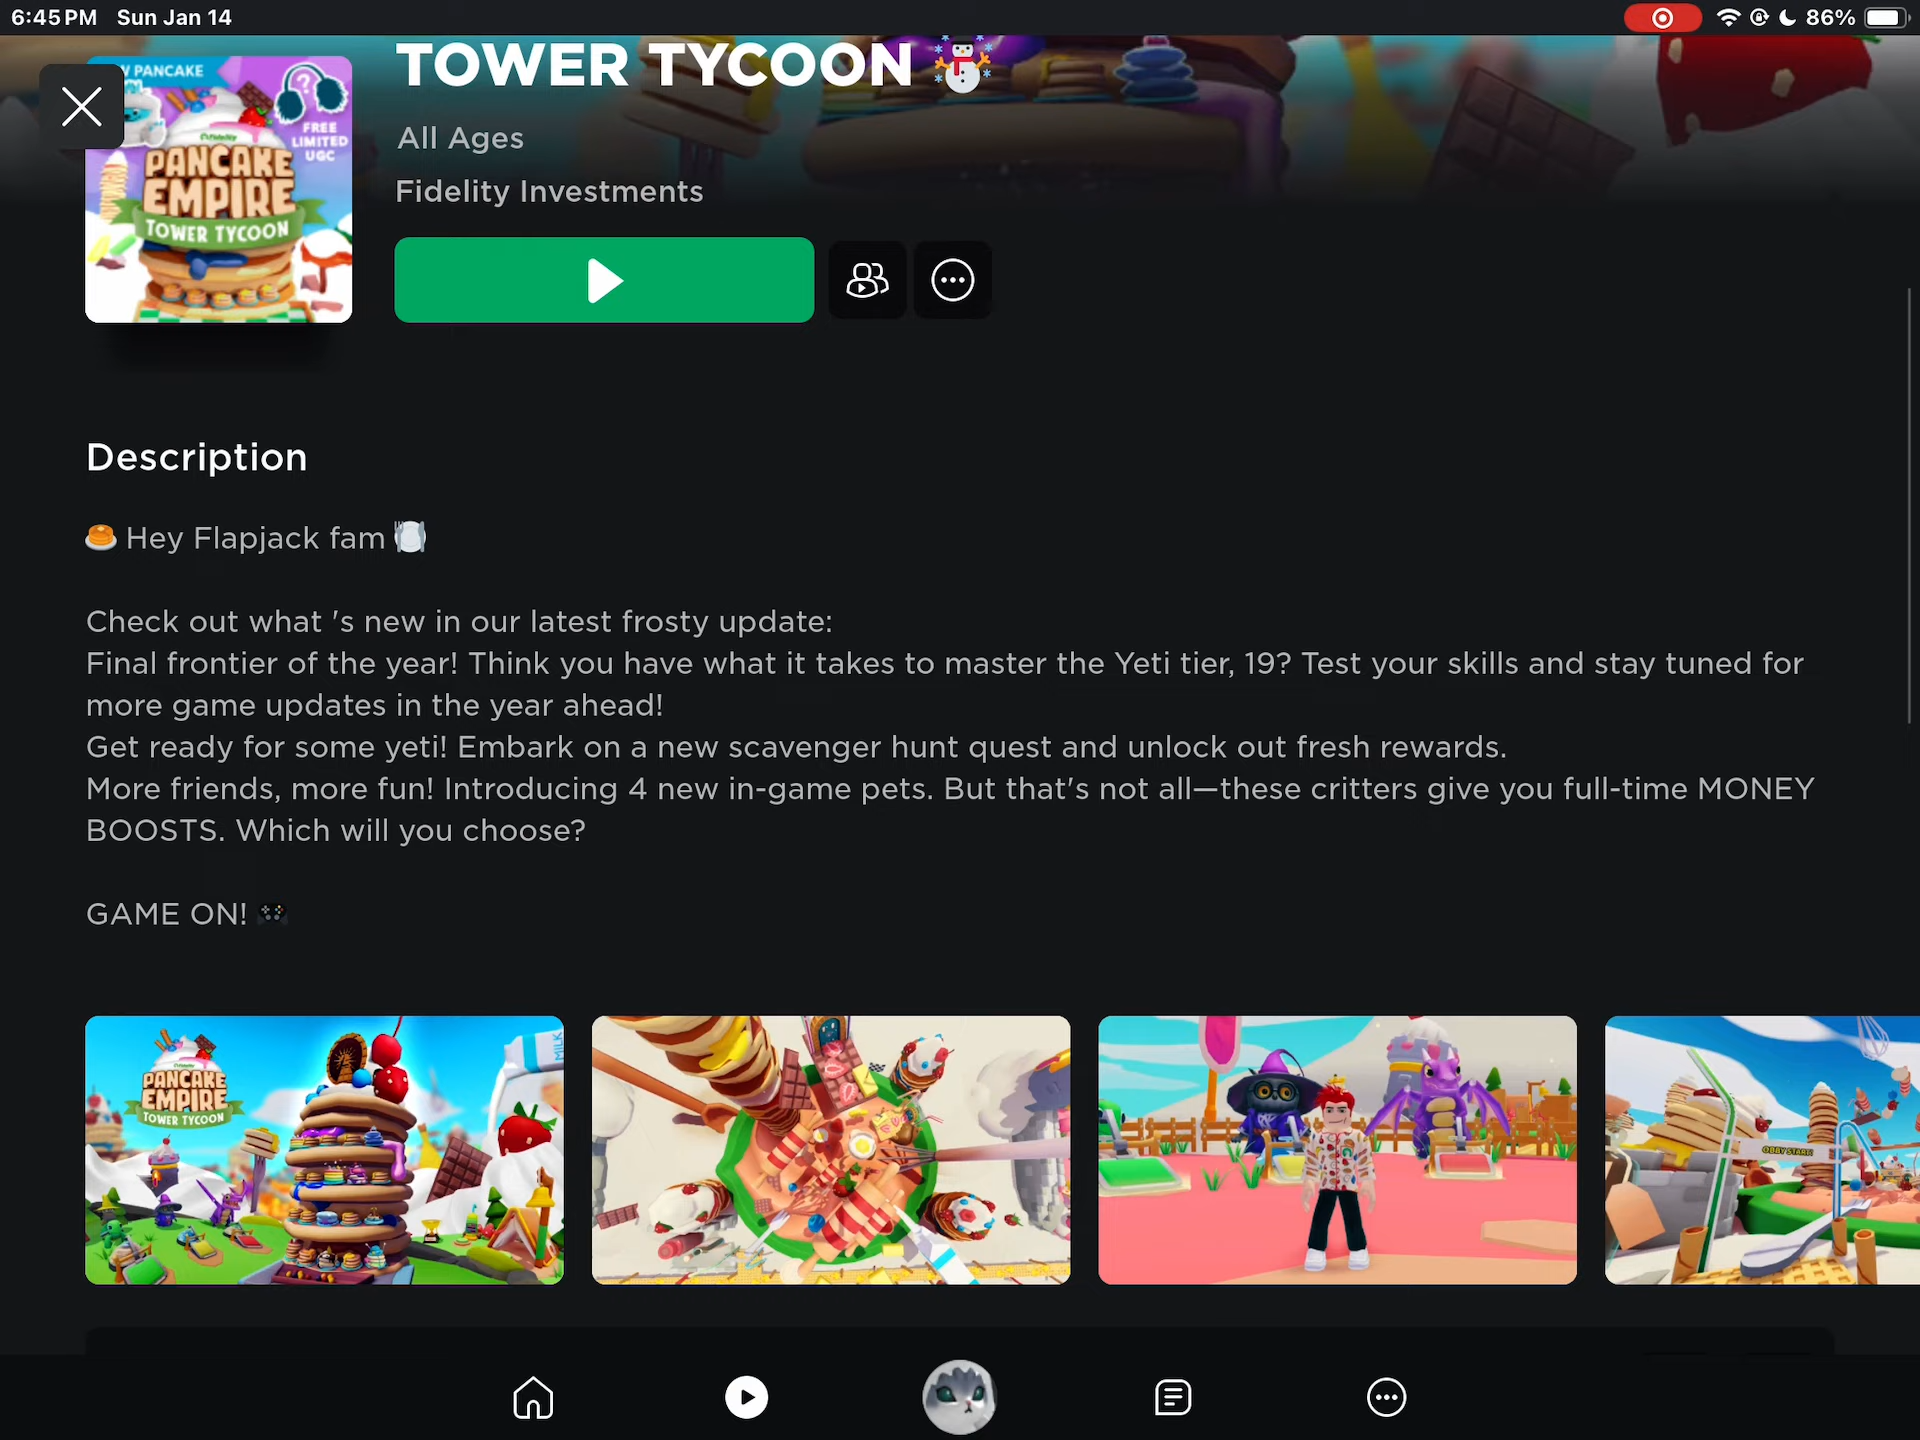 6:45 PM Sun Jan 14
86%
TOWER TYCOON
All Ages
Fidelity Investments
PANCAKE
FREE
LIMITED
UGC
Fidelity
PANCAKE
EMPIRE
TOWER TYCOON
Description
Hey Flapjack fam
Check out what 's new in our latest frosty update:
Final frontier of the year! Think you have what it takes to master the Yeti tier, 19? Test your skills and stay tuned for
more game updates in the year ahead!
Get ready for some yeti! Embark on a new scavenger hunt quest and unlock out fresh rewards.
More friends, more fun! Introducing 4 new in-game pets. But that's not all—these critters give you full-time MONEY
BOOSTS. Which will you choose?
GAME ON!
PANCAKE
EMPIRE
TOWER TYCOON
MILK
OBBY START!